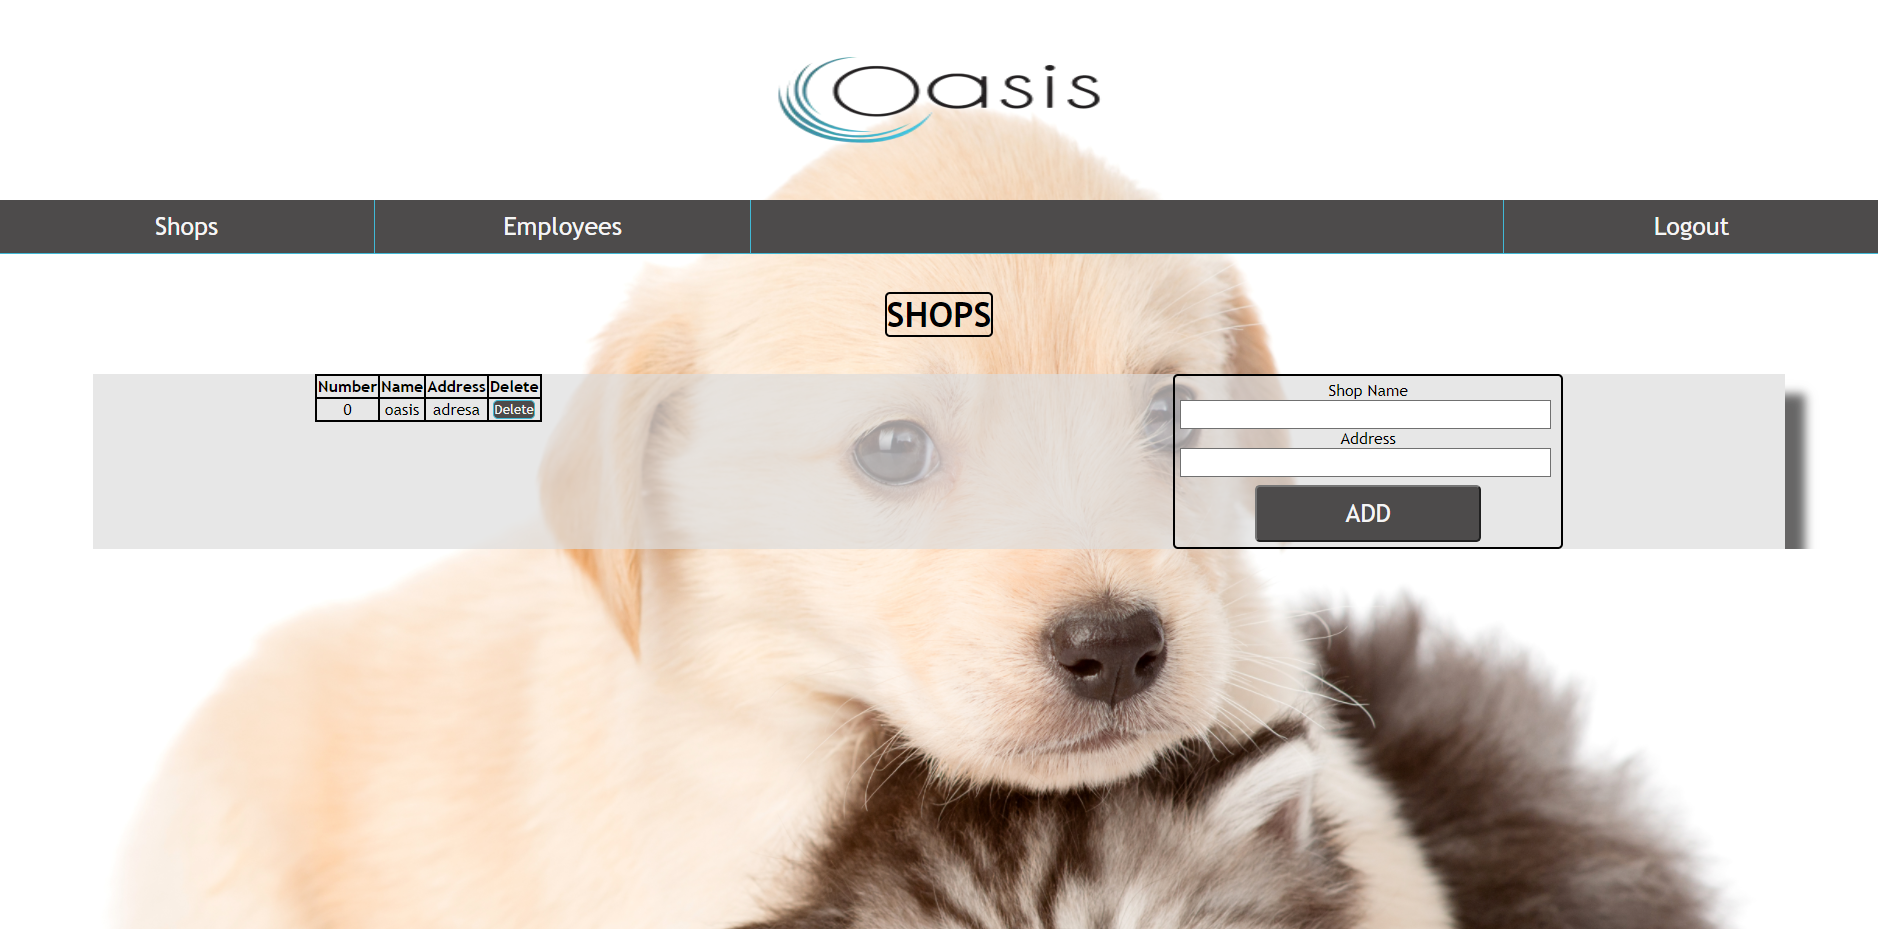 Oasis
Shops Employees Logout
SHOPS
Number Name Address Delete
0 oasis adresa Delete
Shop Name
Address
ADD